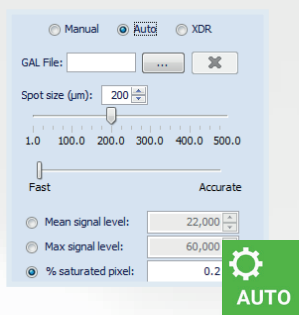 Manual Auto XDR
GAL File: ...
Spot size (µm): 200
1.0 100.0 200.0 300.0 400.0 500.0
Fast Accurate
Mean signal level: 22,000
Max signal level: 60,000
% saturated pixel: 0.2
AUTO